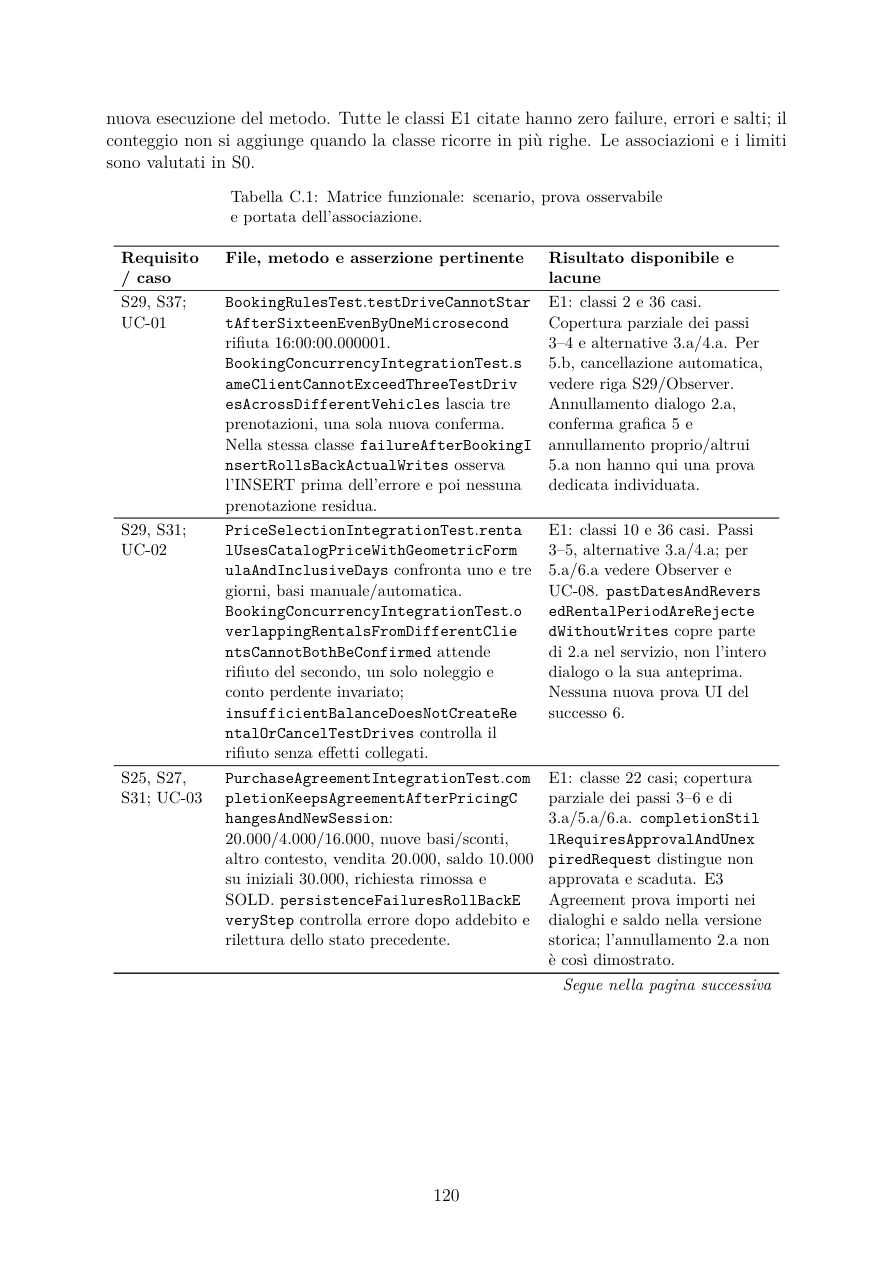 nuova esecuzione del metodo. Tutte le classi E1 citate hanno zero failure, errori e salti; il
conteggio non si aggiunge quando la classe ricorre in più righe. Le associazioni e i limiti
sono valutati in S0.
Tabella C.1: Matrice funzionale: scenario, prova osservabile
e portata dell'associazione.
Requisito
/ caso
File, metodo e asserzione pertinente
Risultato disponibile e
lacune
S29, S37;
UC-01
BookingRulesTest.testDriveCannotStar
tAfterSixteenEvenByOneMicrosecond
rifiuta 16:00:00.000001.
BookingConcurrencyIntegrationTest.s
ameClientCannotExceedThreeTestDriv
esAcrossDifferentVehicles lascia tre
prenotazioni, una sola nuova conferma.
Nella stessa classe failureAfterBookingI
nsertRollsBackActualWrites osserva
l'INSERT prima dell'errore e poi nessuna
prenotazione residua.
E1: classi 2 e 36 casi.
Copertura parziale dei passi
3–4 e alternative 3.a/4.a. Per
5.b, cancellazione automatica,
vedere riga S29/Observer.
Annullamento dialogo 2.a,
conferma grafica 5 e
annullamento proprio/altrui
5.a non hanno qui una prova
dedicata individuata.
S29, S31;
UC-02
PriceSelectionIntegrationTest.renta
lUsesCatalogPriceWithGeometricForm
ulaAndInclusiveDays confronta uno e tre
giorni, basi manuale/automatica.
BookingConcurrencyIntegrationTest.o
verlappingRentalsFromDifferentClie
ntsCannotBothBeConfirmed attende
rifiuto del secondo, un solo noleggio e
conto perdente invariato;
insufficientBalanceDoesNotCreateRe
ntalOrCancelTestDrives controlla il
rifiuto senza effetti collegati.
E1: classi 10 e 36 casi. Passi
3–5, alternative 3.a/4.a; per
5.a/6.a vedere Observer e
UC-08. pastDatesAndRevers
edRentalPeriodAreRejecte
dWithoutWrites copre parte
di 2.a nel servizio, non l'intero
dialogo o la sua anteprima.
Nessuna nuova prova UI del
successo 6.
S25, S27,
S31; UC-03
PurchaseAgreementIntegrationTest.com
pletionKeepsAgreementAfterPricingC
hangesAndNewSession:
20.000/4.000/16.000, nuove basi/sconti,
altro contesto, vendita 20.000, saldo 10.000
su iniziali 30.000, richiesta rimossa e
SOLD. persistenceFailuresRollBackE
veryStep controlla errore dopo addebito e
rilettura dello stato precedente.
E1: classe 22 casi; copertura
parziale dei passi 3–6 e di
3.a/5.a/6.a. completionStil
lRequiresApprovalAndUnex
piredRequest distingue non
approvata e scaduta. E3
Agreement prova importi nei
dialoghi e saldo nella versione
storica; l'annullamento 2.a non
è così dimostrato.
Segue nella pagina successiva
120